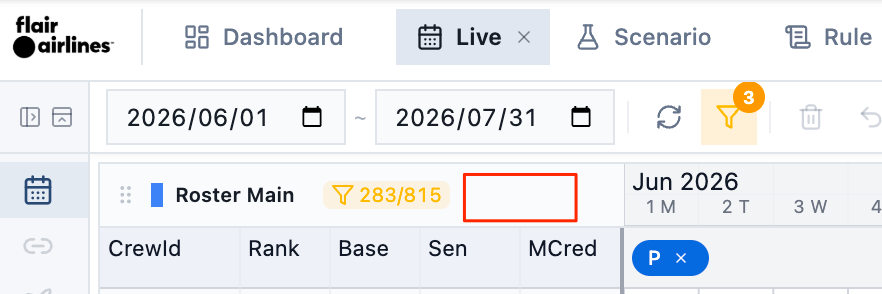 flair airlines
Dashboard
Live ×
Scenario
Rule
2026/06/01 ~ 2026/07/31
3
Roster Main
283/815
Jun 2026
1 M 2 T 3 W 4
CrewId Rank Base Sen MCred
P ×